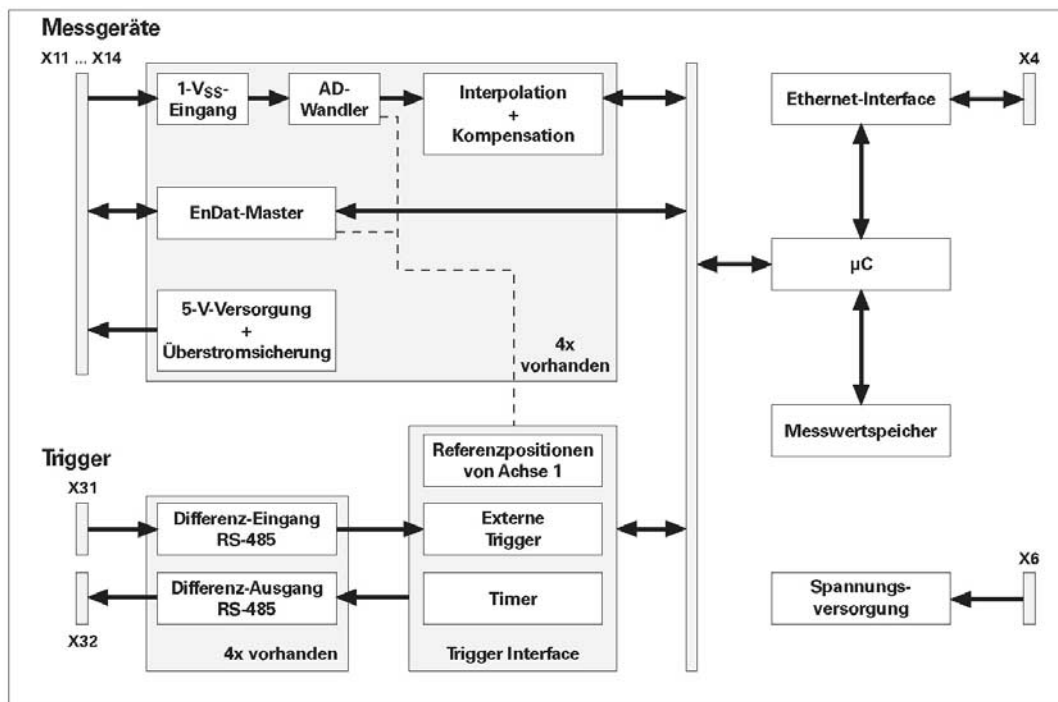 Messgeräte
X11 ... X14
1-VSS-
Eingang
AD-
Wandler
Interpolation
+
Kompensation
EnDat-Master
5-V-Versorgung
+
Überstromsicherung
4x
vorhanden
X4
Ethernet-Interface
µC
Messwertspeicher
Trigger
X31
Differenz-Eingang
RS-485
Differenz-Ausgang
RS-485
X32
4x vorhanden
Referenzpositionen
von Achse 1
Externe
Trigger
Timer
Trigger Interface
X6
Spannungs-
versorgung